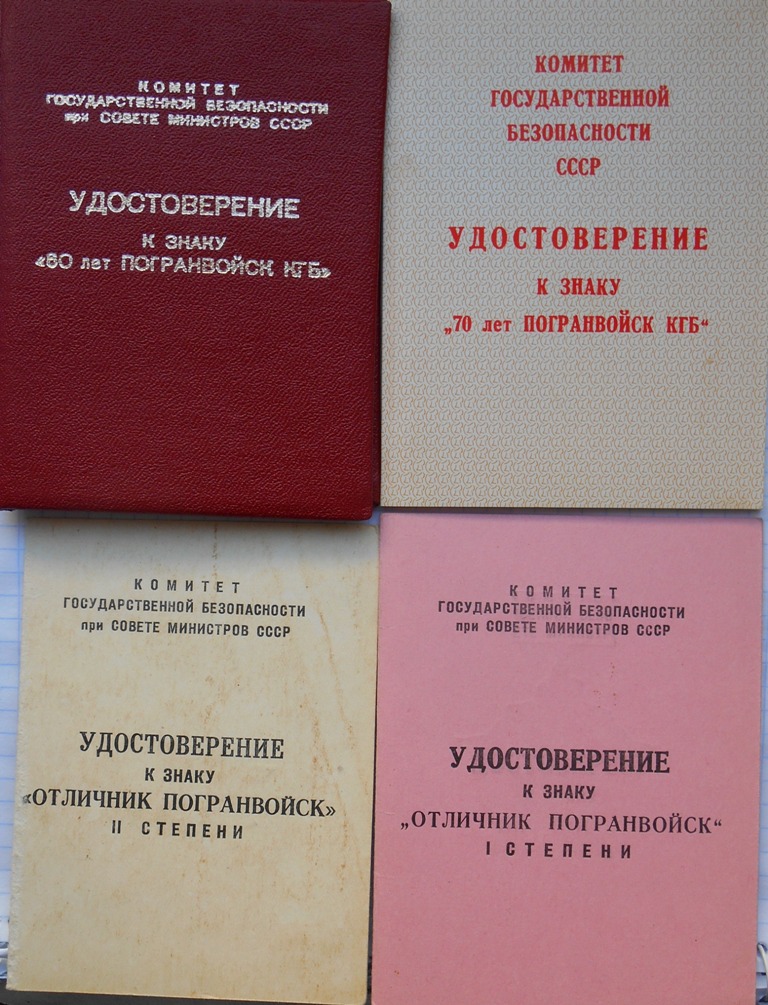 КОМИТЕТ
ГОСУДАРСТВЕННОЙ БЕЗОПАСНОСТИ
при СОВЕТЕ МИНИСТРОВ СССР
УДОСТОВЕРЕНИЕ
К ЗНАКУ
«60 лет ПОГРАНВОЙСК КГБ»
КОМИТЕТ
ГОСУДАРСТВЕННОЙ
БЕЗОПАСНОСТИ
СССР
УДОСТОВЕРЕНИЕ
К ЗНАКУ
„70 лет ПОГРАНВОЙСК КГБ“
КОМИТЕТ
ГОСУДАРСТВЕННОЙ БЕЗОПАСНОСТИ
при СОВЕТЕ МИНИСТРОВ СССР
УДОСТОВЕРЕНИЕ
К ЗНАКУ
«ОТЛИЧНИК ПОГРАНВОЙСК»
II СТЕПЕНИ
КОМИТЕТ
ГОСУДАРСТВЕННОЙ БЕЗОПАСНОСТИ
при СОВЕТЕ МИНИСТРОВ СССР
УДОСТОВЕРЕНИЕ
К ЗНАКУ
„ОТЛИЧНИК ПОГРАНВОЙСК“
I СТЕПЕНИ